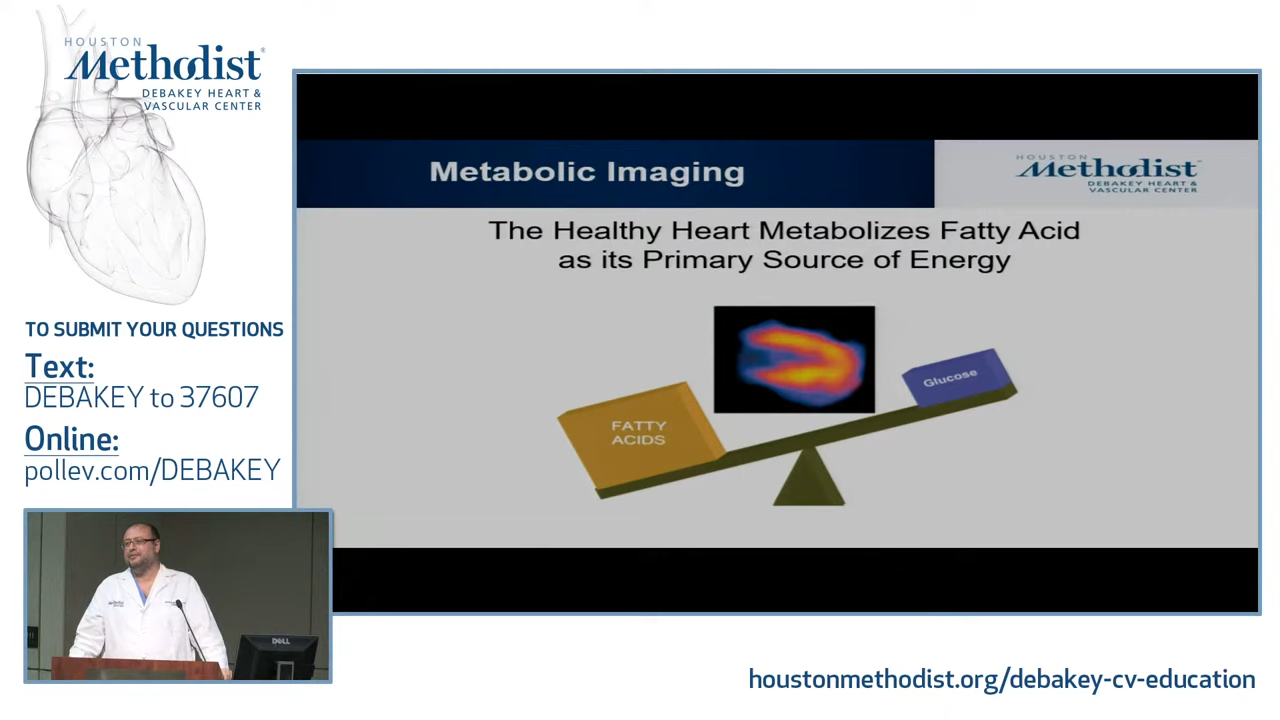 HOUSTON
Methodist®
DEBAKEY HEART &
VASCULAR CENTER
TO SUBMIT YOUR QUESTIONS
Text:
DEBAKEY to 37607
Online:
pollev.com/DEBAKEY
Metabolic Imaging
HOUSTON
Methodist
DEBAKEY HEART &
VASCULAR CENTER
The Healthy Heart Metabolizes Fatty Acid
as its Primary Source of Energy
FATTY
ACIDS
Glucose
Methodist
DELL
houstonmethodist.org/debakey-cv-education